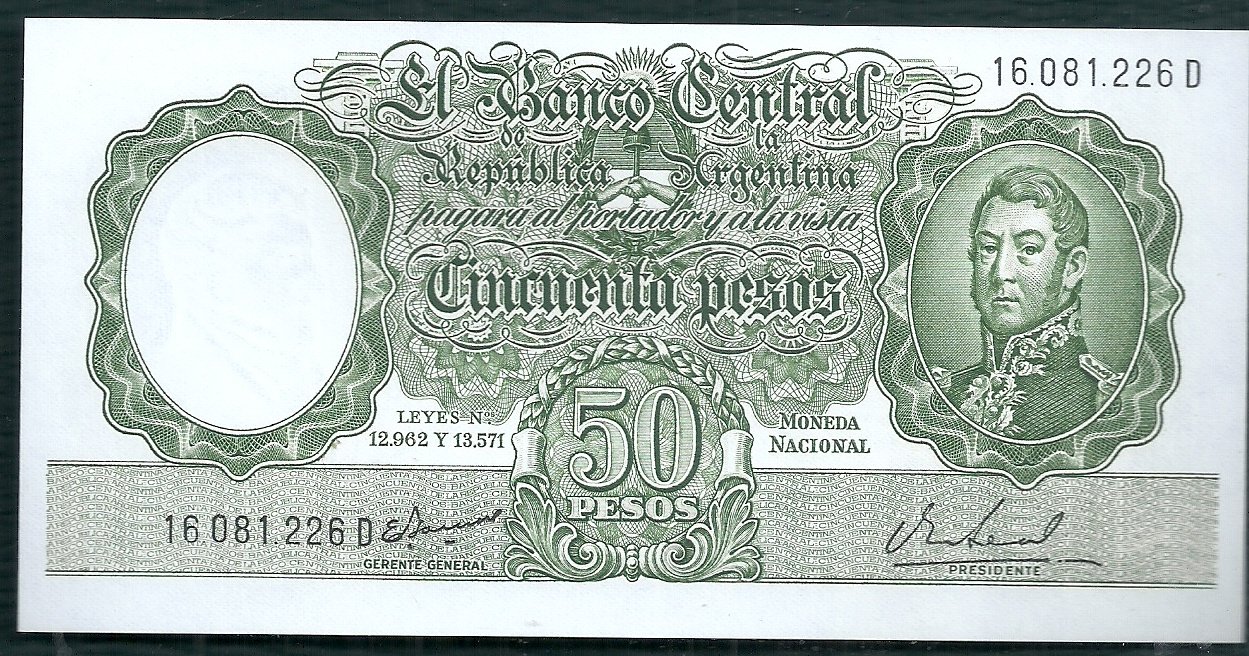 16.081.226 D
El Banco Central
de la
República Argentina
pagará al portador y a la vista
Cincuenta pesos
LEYES Nos.
12.962 Y 13.571
MONEDA
NACIONAL
50
PESOS
16.081.226 D
GERENTE GENERAL
PRESIDENTE